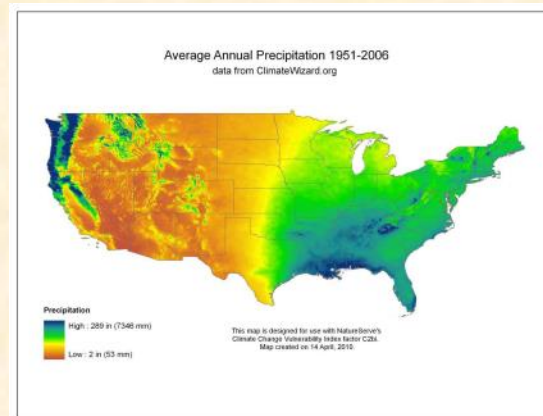 Average Annual Precipitation 1951-2006
data from ClimateWizard.org
Precipitation
High : 289 in (7346 mm)
Low : 2 in (53 mm)
This map is designed for use with NatureServe's
Climate Change Vulnerability Index factor C2bi.
Map created on 14 April, 2010.